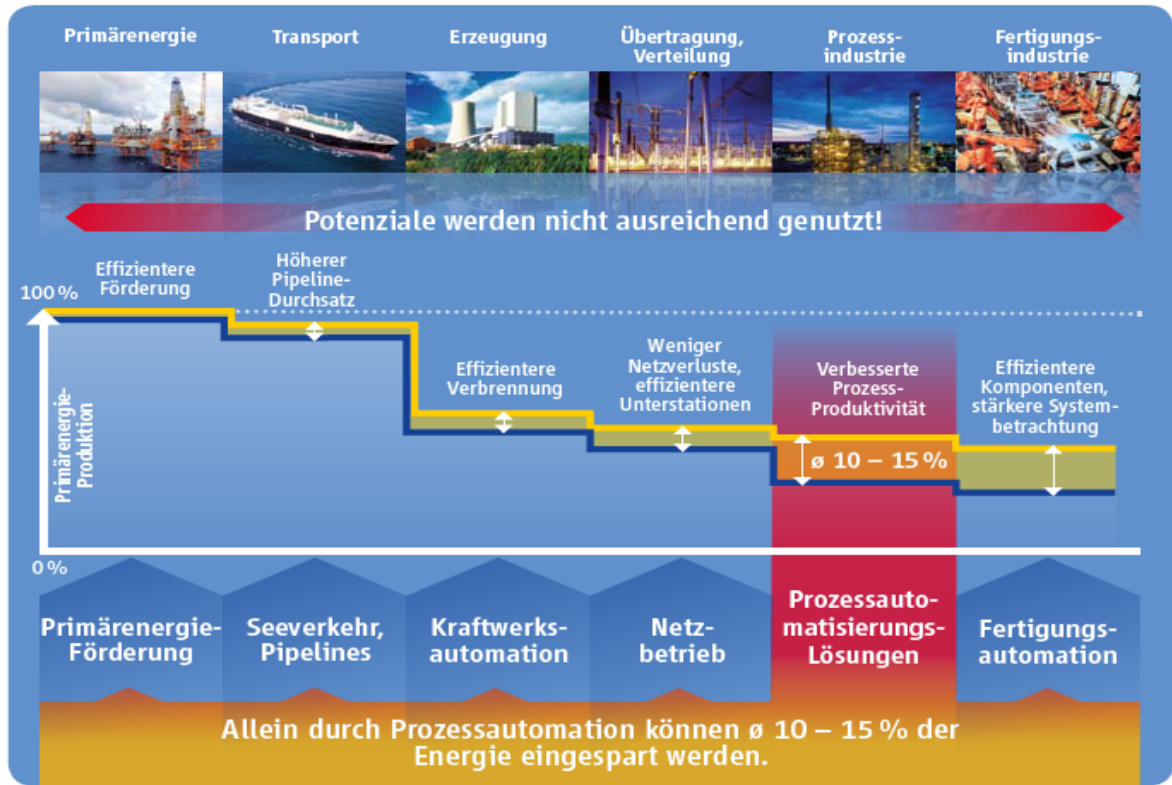 Primärenergie
Transport
Erzeugung
Übertragung,
Verteilung
Prozess-
industrie
Fertigungs-
industrie
Potenziale werden nicht ausreichend genutzt!
100 %
Effizientere
Förderung
Höherer
Pipeline-
Durchsatz
Effizientere
Verbrennung
Weniger
Netzverluste,
effizientere
Unterstationen
Verbesserte
Prozess-
Produktivität
Effizientere
Komponenten,
stärkere System-
betrachtung
Primärenergie-
Produktion
ø 10 – 15 %
0 %
Primärenergie-
Förderung
Seeverkehr,
Pipelines
Kraftwerks-
automation
Netz-
betrieb
Prozessauto-
matisierungs-
Lösungen
Fertigungs-
automation
Allein durch Prozessautomation können ø 10 – 15 % der
Energie eingespart werden.